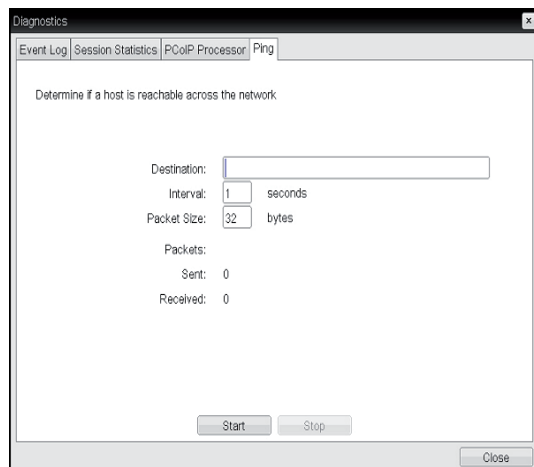 Diagnostics
Event Log Session Statistics PCoIP Processor Ping
Determine if a host is reachable across the network
Destination:
Interval: 1 seconds
Packet Size: 32 bytes
Packets:
Sent: 0
Received: 0
Start Stop
Close